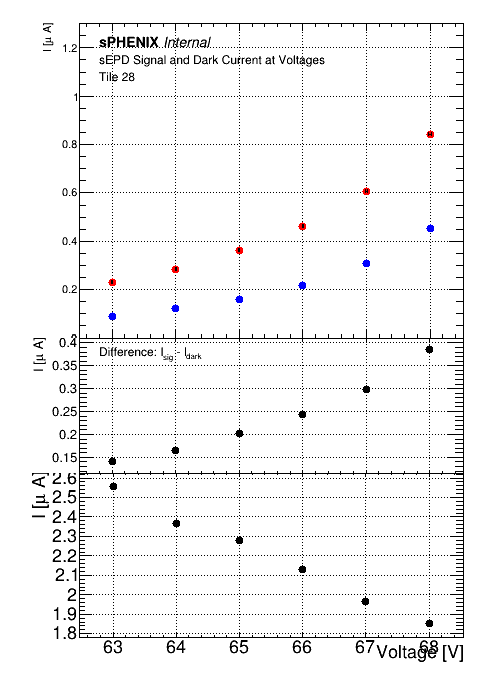 I [μ A]
sPHENIX Internal
sEPD Signal and Dark Current at Voltages
Tile 28
1.2
1
0.8
0.6
0.4
0.2
I [μ A]
Difference: I_sig - I_dark
0.4
0.35
0.3
0.25
0.2
0.15
I [μ A]
2.6
2.5
2.4
2.3
2.2
2.1
2
1.9
1.8
63 64 65 66 67 68
Voltage [V]